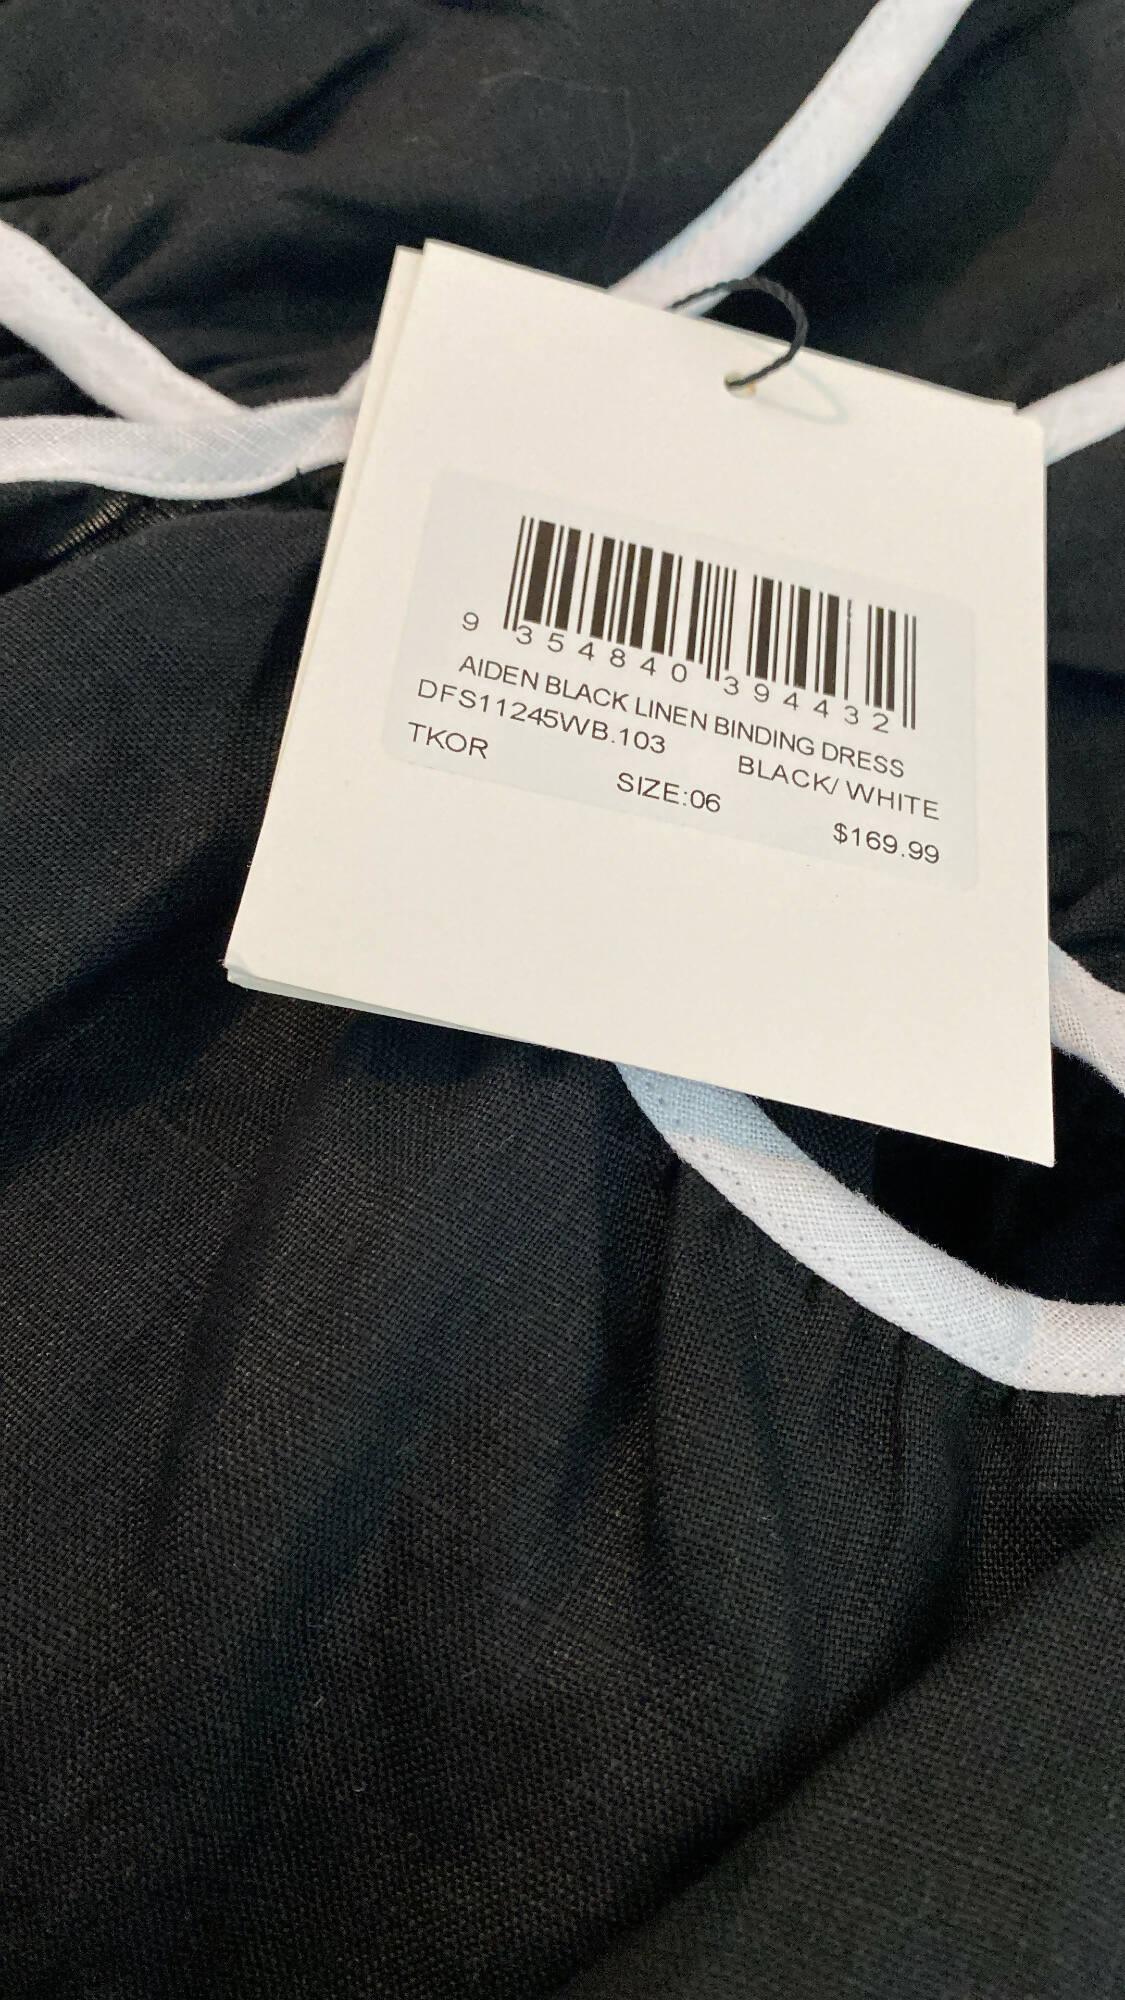 9 354840 394432
AIDEN BLACK LINEN BINDING DRESS
DFS11245WB.103 BLACK/ WHITE
TKOR SIZE:06 $169.99